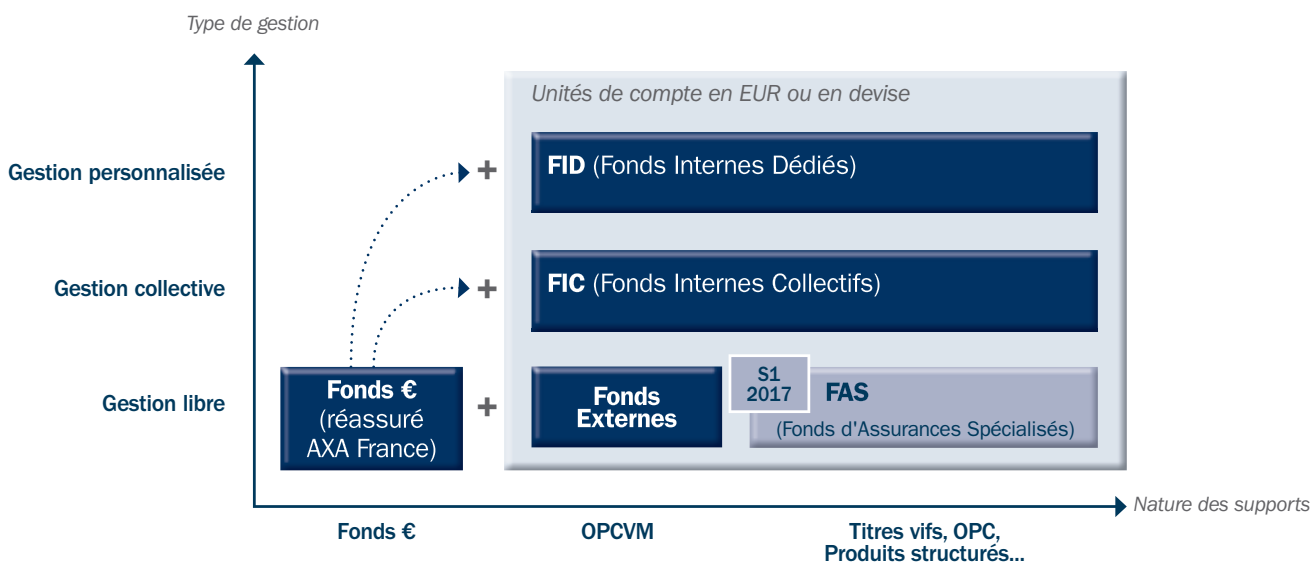 Type de gestion
Unités de compte en EUR ou en devise
Gestion personnalisée
+
FID (Fonds Internes Dédiés)
Gestion collective
+
FIC (Fonds Internes Collectifs)
Gestion libre
Fonds €
(réassuré
AXA France)
+
Fonds
Externes
S1
2017
FAS
(Fonds d'Assurances Spécialisés)
Nature des supports
Fonds €
OPCVM
Titres vifs, OPC,
Produits structurés...